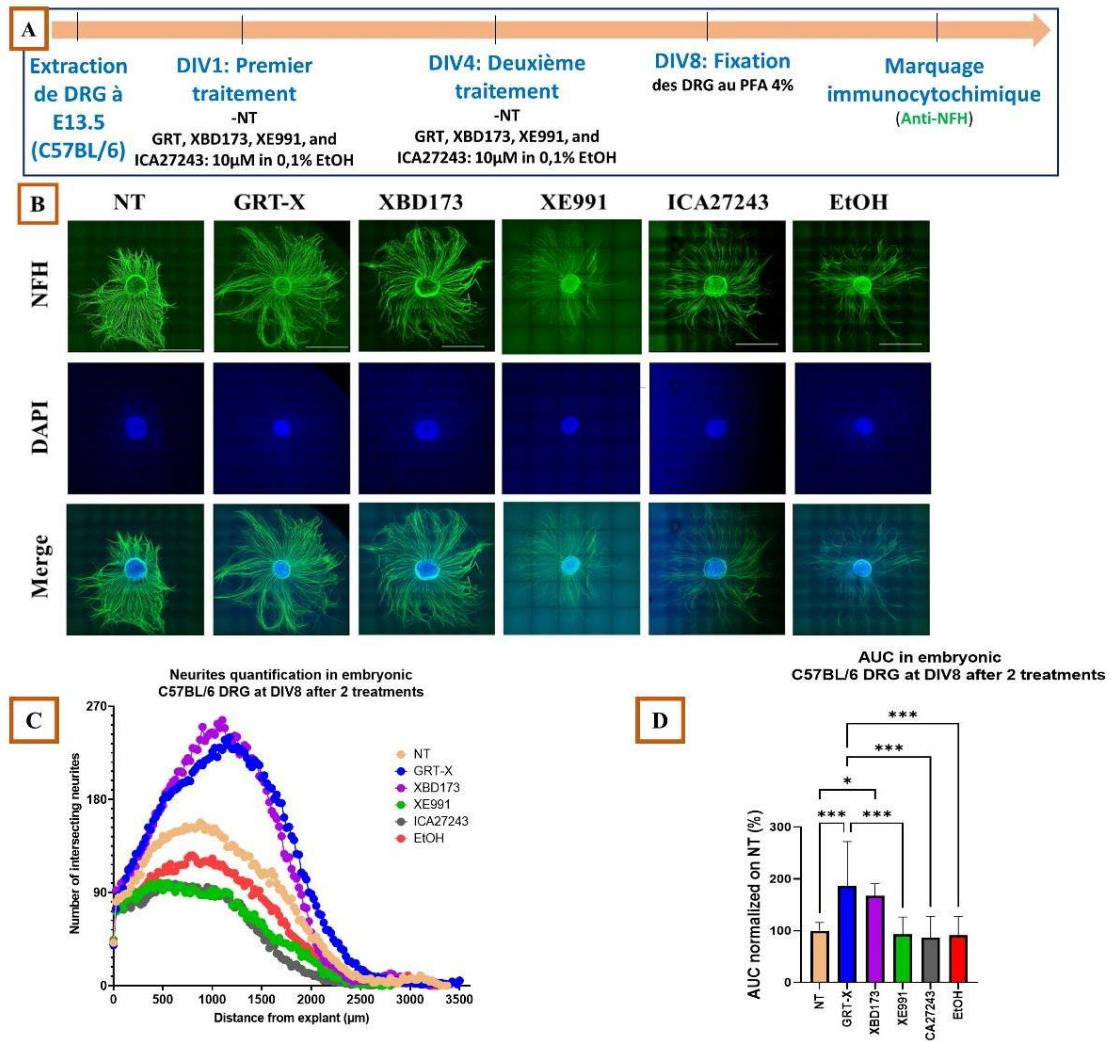 A
Extraction
de DRG à
E13.5
(C57BL/6)
DIV1: Premier
traitement
-NT
GRT, XBD173, XE991, and
ICA27243: 10µM in 0,1% EtOH
DIV4: Deuxième
traitement
-NT
GRT, XBD173, XE991, and
ICA27243: 10µM in 0,1% EtOH
DIV8: Fixation
des DRG au PFA 4%
Marquage
immunocytochimique
(Anti-NFH)
B
NT GRT-X XBD173 XE991 ICA27243 EtOH
NFH
DAPI
Merge
C
Neurites quantification in embryonic
C57BL/6 DRG at DIV8 after 2 treatments
Number of intersecting neurites
270
180
90
0
0 500 1000 1500 2000 2500 3000 3500
Distance from explant (µm)
NT
GRT-X
XBD173
XE991
ICA27243
EtOH
AUC in embryonic
C57BL/6 DRG at DIV8 after 2 treatments
D
AUC normalized on NT (%)
***
***
*
*** ***
300
200
100
0
NT
GRT-X
XBD173
XE991
CA27243
EtOH